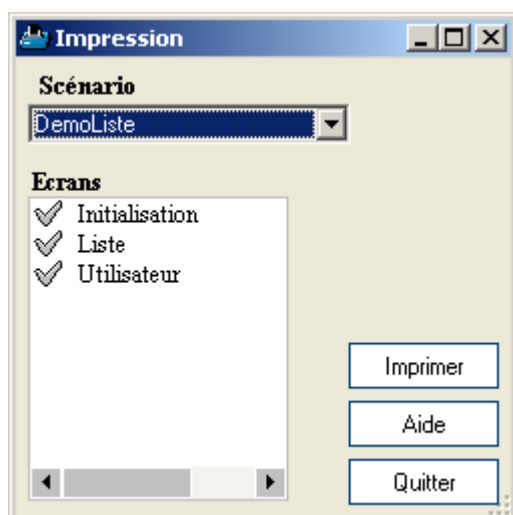 Impression
Scénario
DemoListe
Ecrans
Initialisation
Liste
Utilisateur
Imprimer
Aide
Quitter